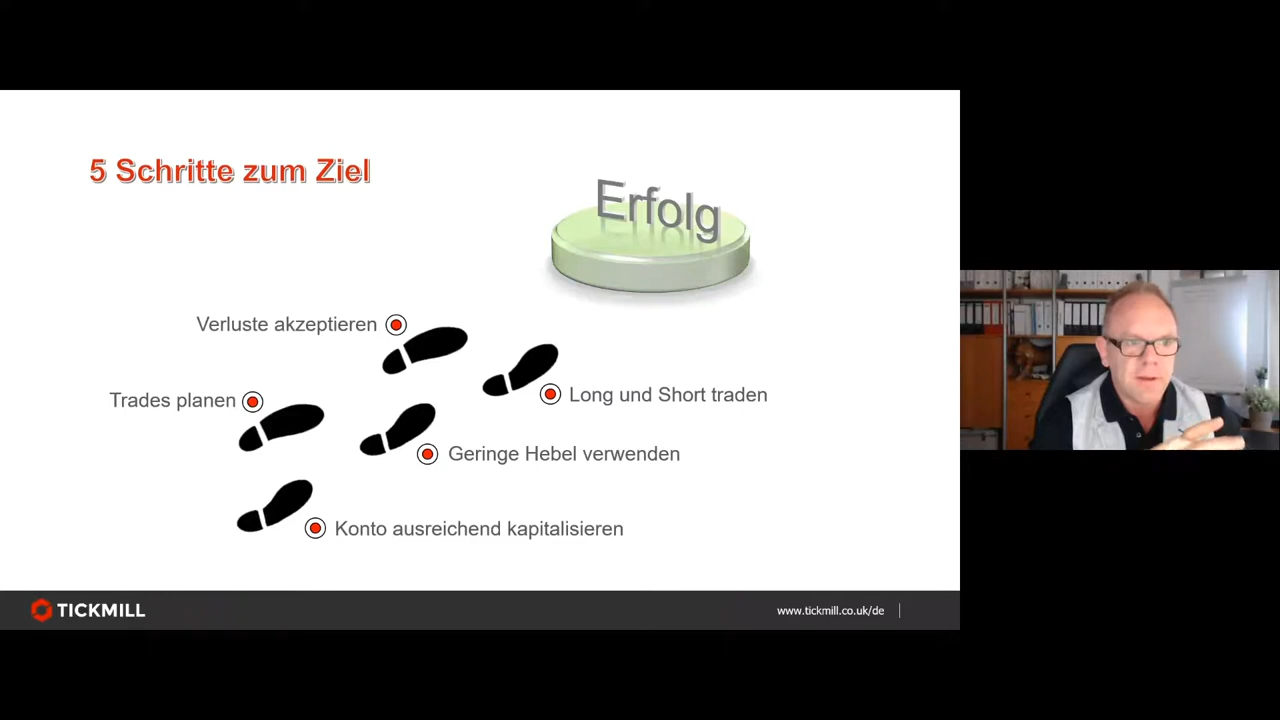 5 Schritte zum Ziel
Erfolg
Verluste akzeptieren
Long und Short traden
Trades planen
Geringe Hebel verwenden
Konto ausreichend kapitalisieren
TICKMILL
www.tickmill.co.uk/de